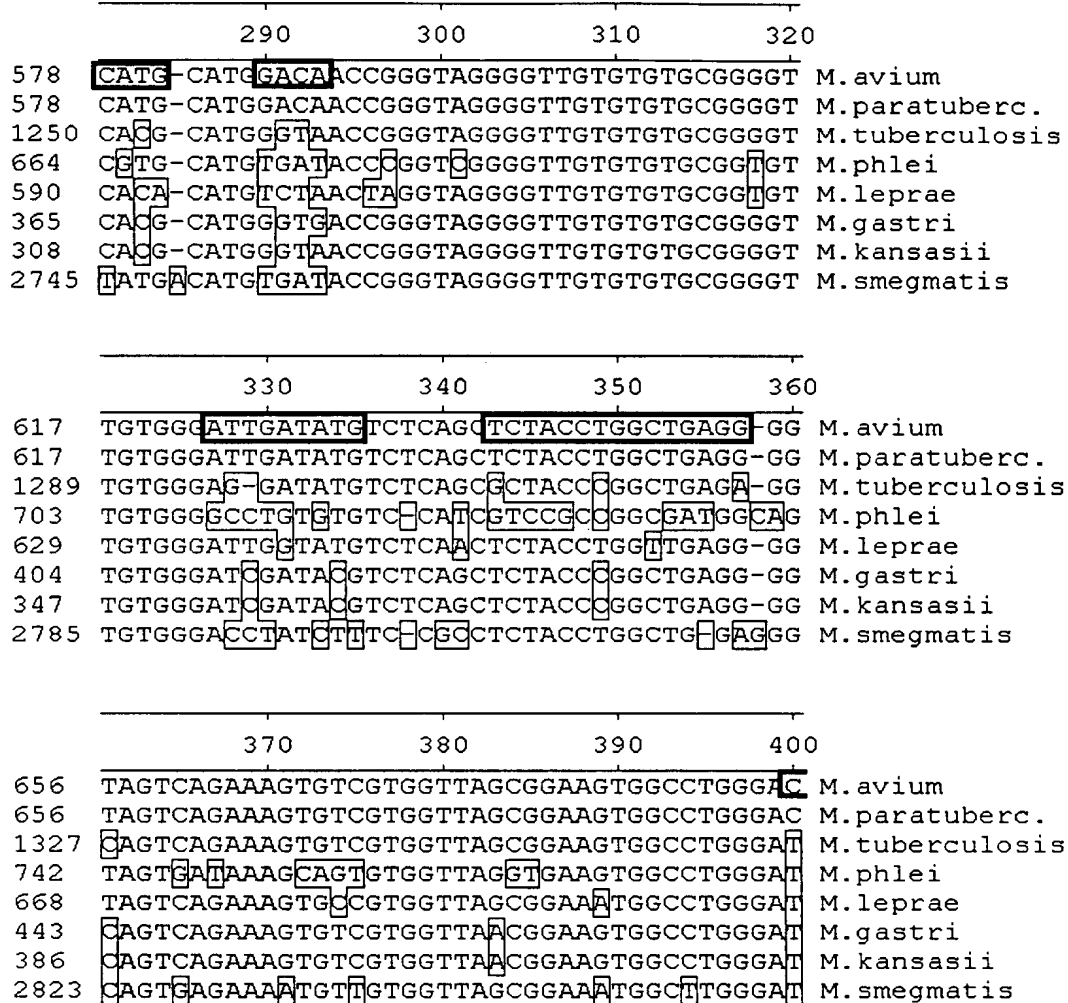 290 300 310 320
578 CATG-CATGGACAACCGGGTAGGGGTTGTGTGTGCGGGGT M.avium
578 CATG-CATGGACAACCGGGTAGGGGTTGTGTGTGCGGGGT M.paratuberc.
1250 CACG-CATGGGTAACCGGGTAGGGGTTGTGTGTGCGGGGT M.tuberculosis
664 CGTG-CATGTGATACCCGGTCGGGGTTGTGTGTGCGGTGT M.phlei
590 CACA-CATGTCTAACTAGGTAGGGGTTGTGTGTGCGGTGT M.leprae
365 CACG-CATGGGTGACCGGGTAGGGGTTGTGTGTGCGGGGT M.gastri
308 CACG-CATGGGTAACCGGGTAGGGGTTGTGTGTGCGGGGT M.kansasii
2745 TATGACATGTGATACCGGGTAGGGGTTGTGTGTGCGGGGT M.smegmatis
330 340 350 360
617 TGTGGGATTGATATGTCTCAGCTCTACCTGGCTGAGG-GG M.avium
617 TGTGGGATTGATATGTCTCAGCTCTACCTGGCTGAGG-GG M.paratuberc.
1289 TGTGGGAG-GATATGTCTCAGCGCTACCCGGCTGAGA-GG M.tuberculosis
703 TGTGGGGCCTGTGTGTC-CATCGTCCGCCGGCGATGGCAG M.phlei
629 TGTGGGATTGGTATGTCTCAACTCTACCTGGTTGAGG-GG M.leprae
404 TGTGGGATCGATACGTCTCAGCTCTACCCGGCTGAGG-GG M.gastri
347 TGTGGGATCGATACGTCTCAGCTCTACCCGGCTGAGG-GG M.kansasii
2785 TGTGGGACCTATCTTTC-CGCCTCTACCTGGCTG-GAGGG M.smegmatis
370 380 390 400
656 TAGTCAGAAAGTGTCGTGGTTAGCGGAAGTGGCCTGGGAC M.avium
656 TAGTCAGAAAGTGTCGTGGTTAGCGGAAGTGGCCTGGGAC M.paratuberc.
1327 CAGTCAGAAAGTGTCGTGGTTAGCGGAAGTGGCCTGGGAT M.tuberculosis
742 TAGTGATAAAGCAGTGTGGTTAGGTGAAGTGGCCTGGGAT M.phlei
668 TAGTCAGAAAGTGCCGTGGTTAGCGGAAATGGCCTGGGAT M.leprae
443 CAGTCAGAAAGTGTCGTGGTTAACGGAAGTGGCCTGGGAT M.gastri
386 CAGTCAGAAAGTGTCGTGGTTAACGGAAGTGGCCTGGGAT M.kansasii
2823 CAGTGAGAAAATGTTGTGGTTAGCGGAAATGGCTTGGGAT M.smegmatis